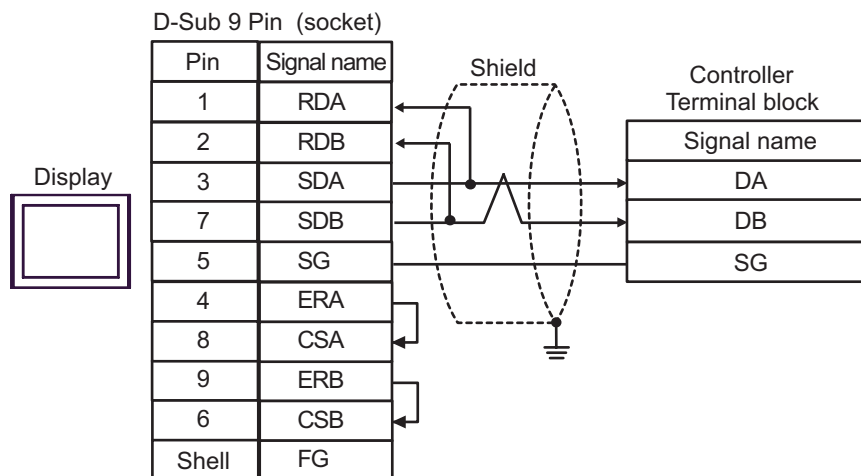 D-Sub 9 Pin (socket)
Pin Signal name
1 RDA
2 RDB
3 SDA
7 SDB
5 SG
4 ERA
8 CSA
9 ERB
6 CSB
Shell FG
Display
Shield
Controller
Terminal block
Signal name
DA
DB
SG